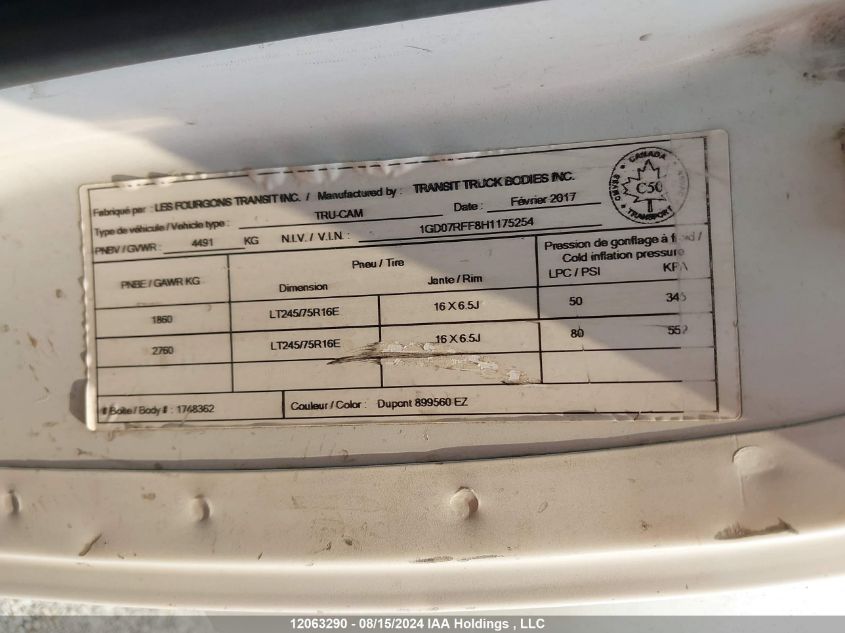 Fabriqué par : LES FOURGONS TRANSIT INC. / Manufactured by : TRANSIT TRUCK BODIES INC.
Type de véhicule / Vehicle type : TRU-CAM Date : Février 2017
PNBV / GVWR : 4491 KG N.I.V. / V.I.N. : 1GD07RFF8H1175254
CANADA
C50
TRANSPORT
PNBE / GAWR KG
Pneu / Tire
Dimension Jante / Rim
Pression de gonflage à froid /
Cold inflation pressure
LPC / PSI KPA
1860 LT245/75R16E 16 X 6.5J 50 345
2760 LT245/75R16E 16 X 6.5J 80 552
# Boite / Body # : 1748362 Couleur / Color : Dupont 899560 EZ
12063290 - 08/15/2024 IAA Holdings , LLC